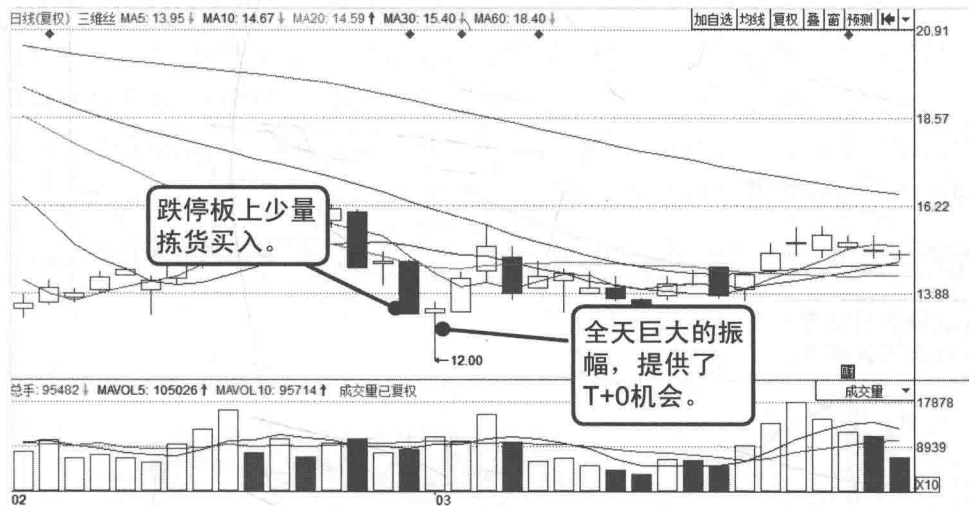 日线(复权) 三维丝 MA5: 13.95↓ MA10: 14.67↓ MA20: 14.59↑ MA30: 15.40↓ MA60: 18.40↓
加自选 均线 复权 叠 窗 预测
20.91
18.57
16.22
13.88
跌停板上少量
拣货买入。
全天巨大的振
幅，提供了
T+0机会。
←12.00
总手: 95482↓ MAVOL5: 105026↑ MAVOL10: 95714↑ 成交量已复权
成交量
17878
8939
X10
02
03